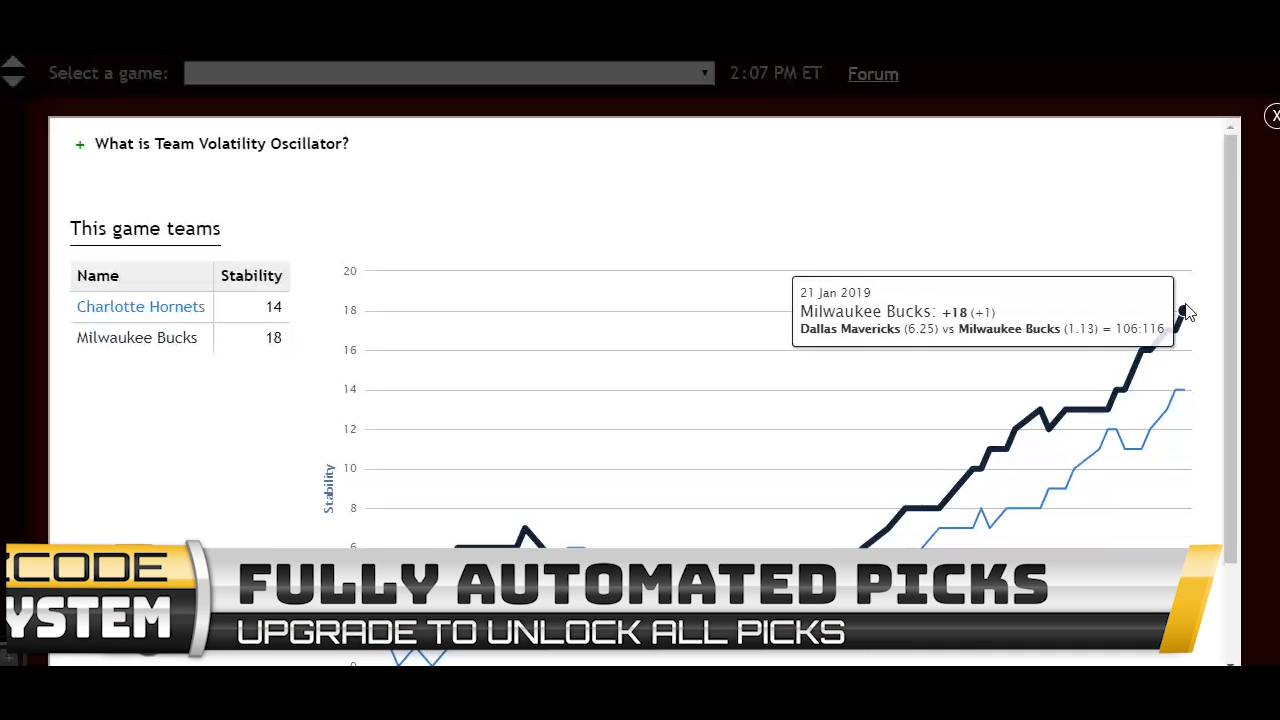 Select a game:
2:07 PM ET
Forum
X
+ What is Team Volatility Oscillator?
This game teams
Name Stability
Charlotte Hornets 14
Milwaukee Bucks 18
20
18
16
14
12
10
8
6
0
Stability
21 Jan 2019
Milwaukee Bucks: +18 (+1)
Dallas Mavericks (6.25) vs Milwaukee Bucks (1.13) = 106:116
CODE
YSTEM
FULLY AUTOMATED PICKS
UPGRADE TO UNLOCK ALL PICKS